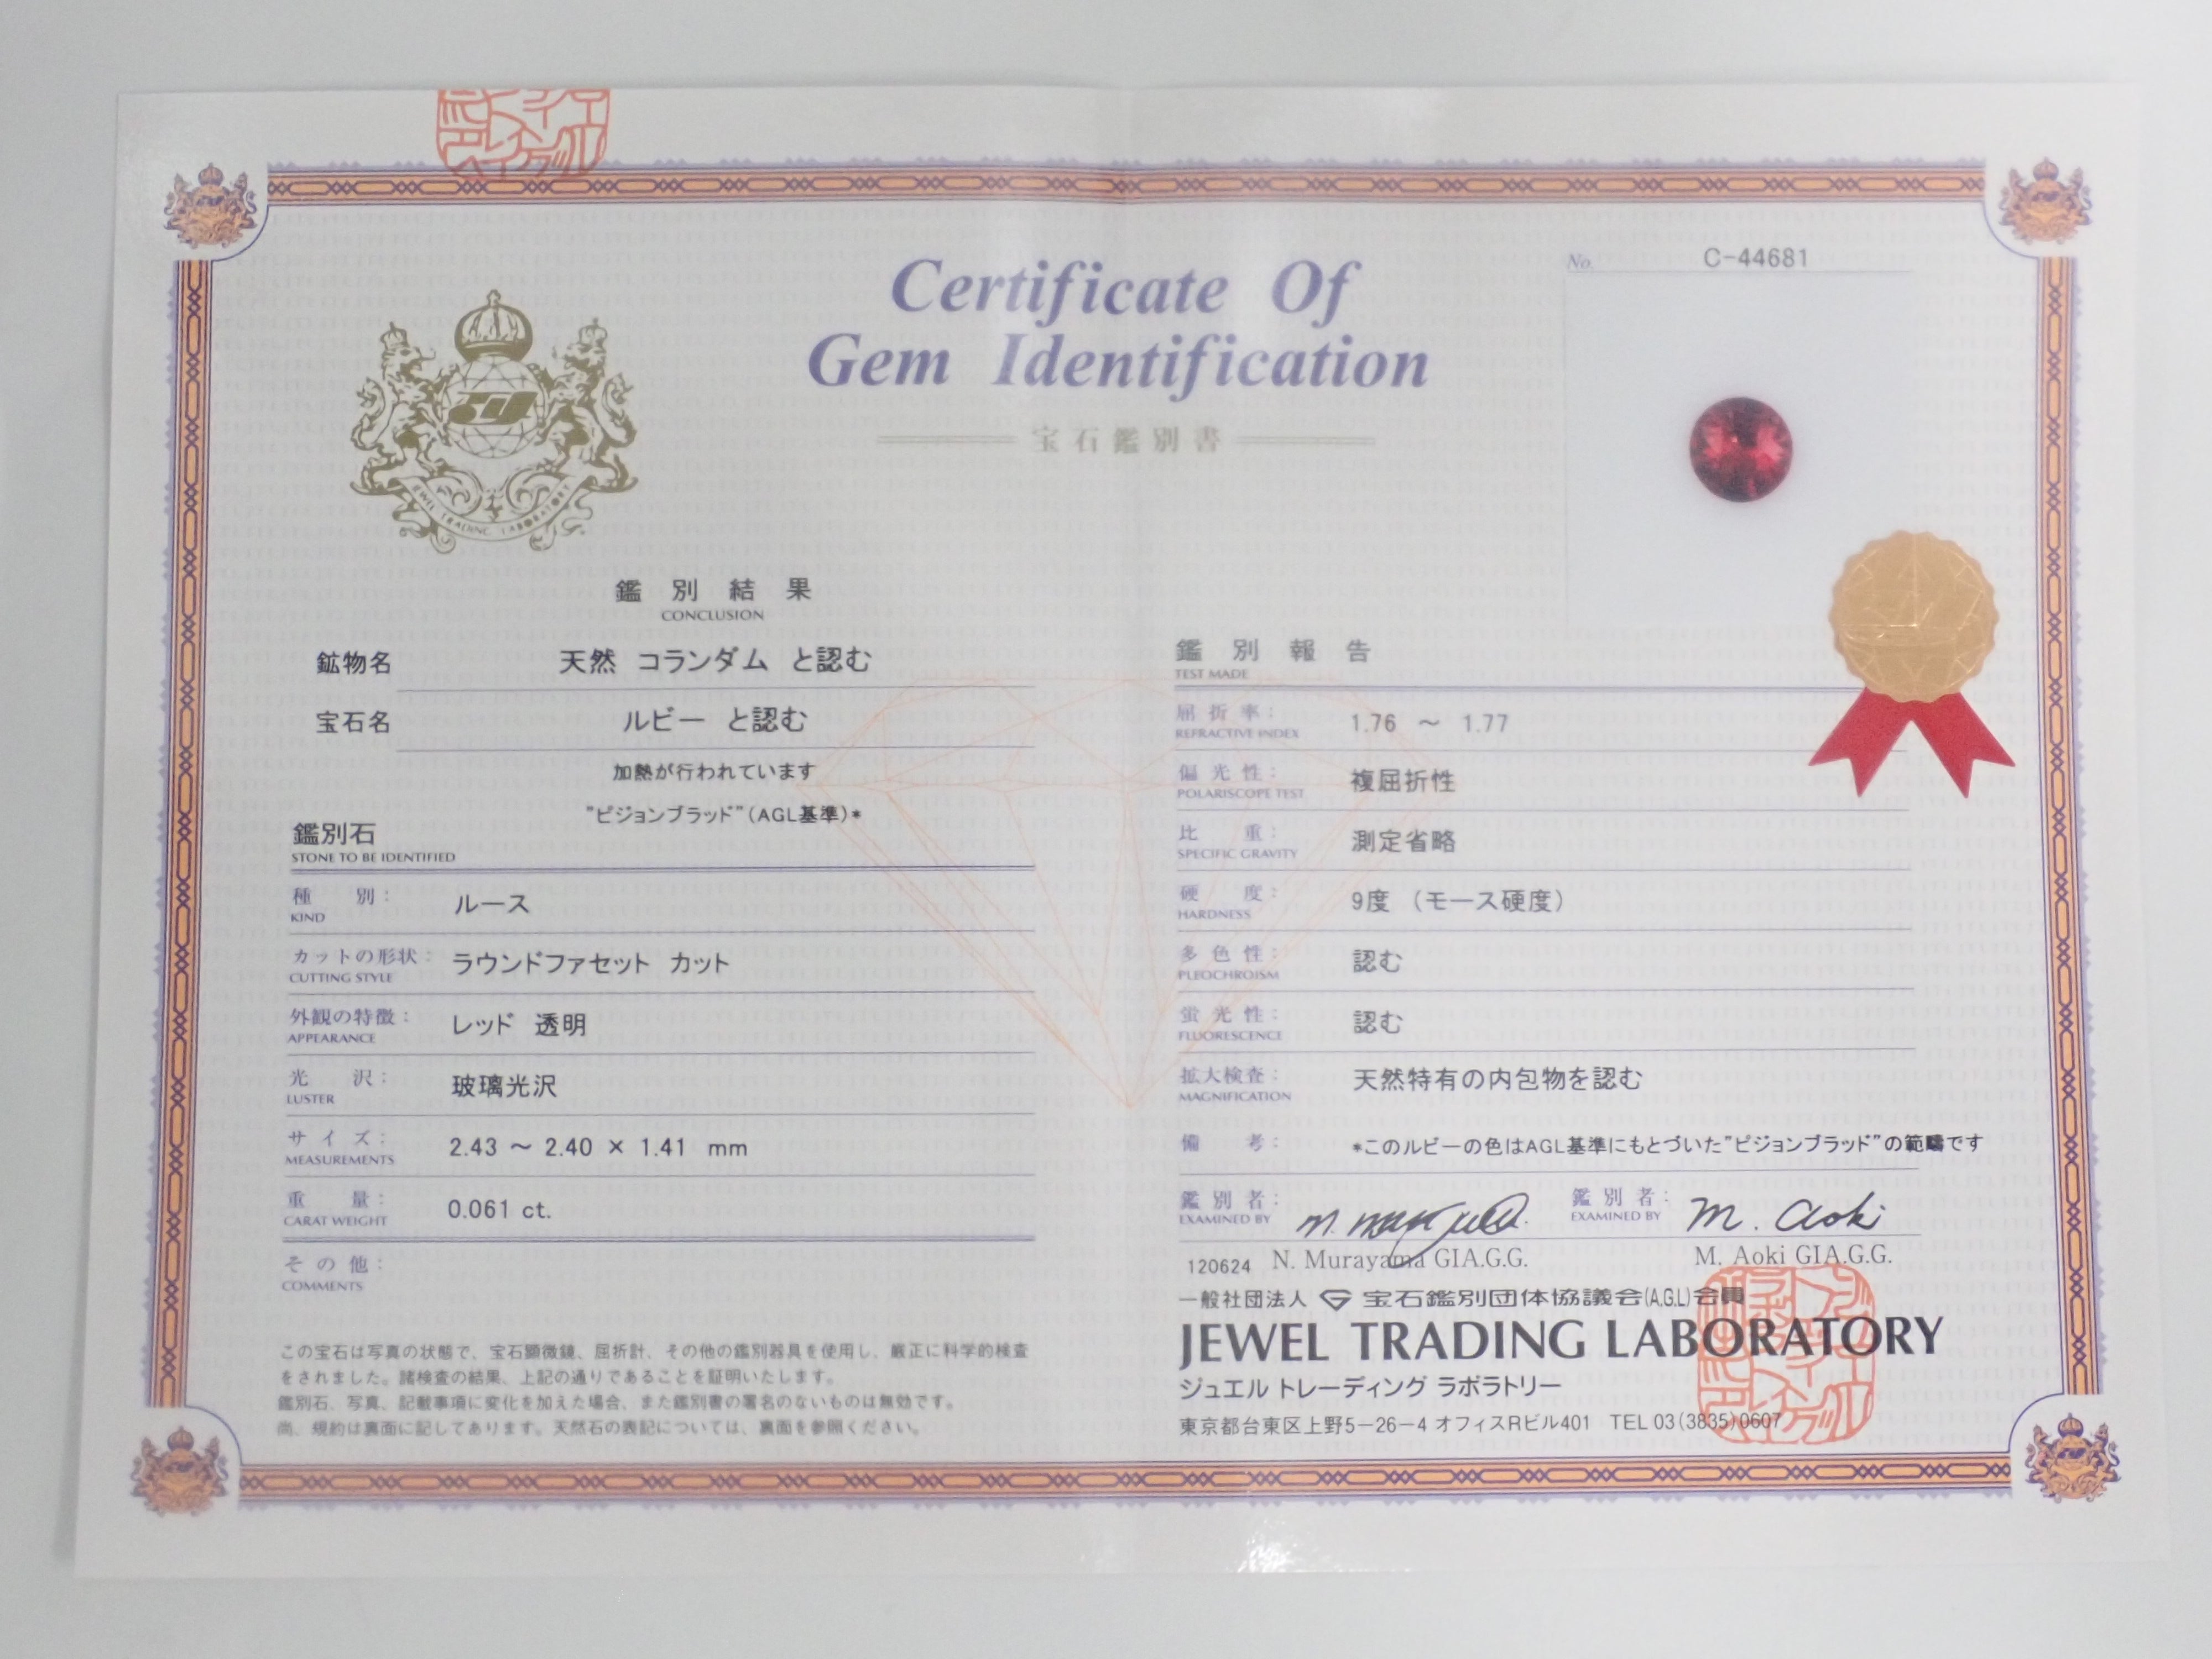 Certificate Of
Gem Identification
宝石鑑別書
No. C-44681
JEWEL TRADING LABORATORY
鑑別結果
CONCLUSION
鉱物名 天然 コランダム と認む
宝石名 ルビー と認む
加熱が行われています
"ピジョンブラッド"(AGL基準)*
鑑別石
STONE TO BE IDENTIFIED
種別: ルース
KIND
カットの形状: ラウンドファセット カット
CUTTING STYLE
外観の特徴: レッド 透明
APPEARANCE
光沢: 玻璃光沢
LUSTER
サイズ: 2.43 ～ 2.40 × 1.41 mm
MEASUREMENTS
重量: 0.061 ct.
CARAT WEIGHT
その他:
COMMENTS
この宝石は写真の状態で、宝石顕微鏡、屈折計、その他の鑑別器具を使用し、厳正に科学的検査
をされました。諸検査の結果、上記の通りであることを証明いたします。
鑑別石、写真、記載事項に変化を加えた場合、また鑑別書の署名のないものは無効です。
尚、規約は裏面に記してあります。天然石の表記については、裏面を参照ください。
鑑別報告
TEST MADE
屈折率: 1.76 ～ 1.77
REFRACTIVE INDEX
偏光性: 複屈折性
POLARISCOPE TEST
比重: 測定省略
SPECIFIC GRAVITY
硬度: 9度 (モース硬度)
HARDNESS
多色性: 認む
PLEOCHROISM
蛍光性: 認む
FLUORESCENCE
拡大検査: 天然特有の内包物を認む
MAGNIFICATION
備考: *このルビーの色はAGL基準にもとづいた"ピジョンブラッド"の範疇です
鑑別者: 鑑別者: M. Aoki
EXAMINED BY EXAMINED BY
120624 N. Murayama GIA.G.G. M. Aoki GIA.G.G.
一般社団法人 宝石鑑別団体協議会(A.G.L)会員
JEWEL TRADING LABORATORY
ジュエル トレーディング ラボラトリー
東京都台東区上野5-26-4 オフィスRビル401 TEL 03(3835)0607